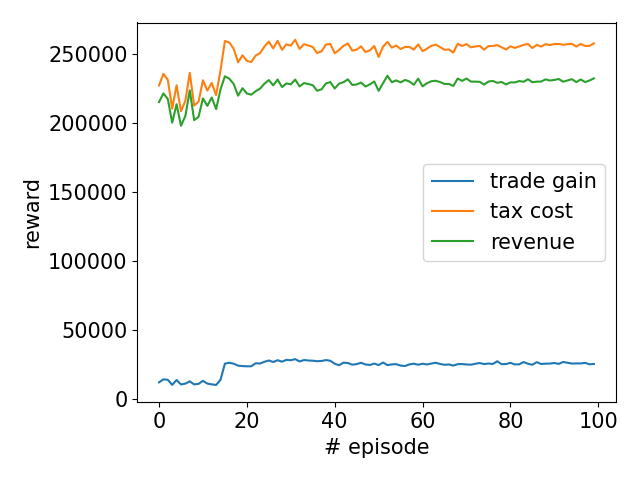 250000
200000
150000
100000
50000
0
reward
trade gain
tax cost
revenue
0 20 40 60 80 100
# episode